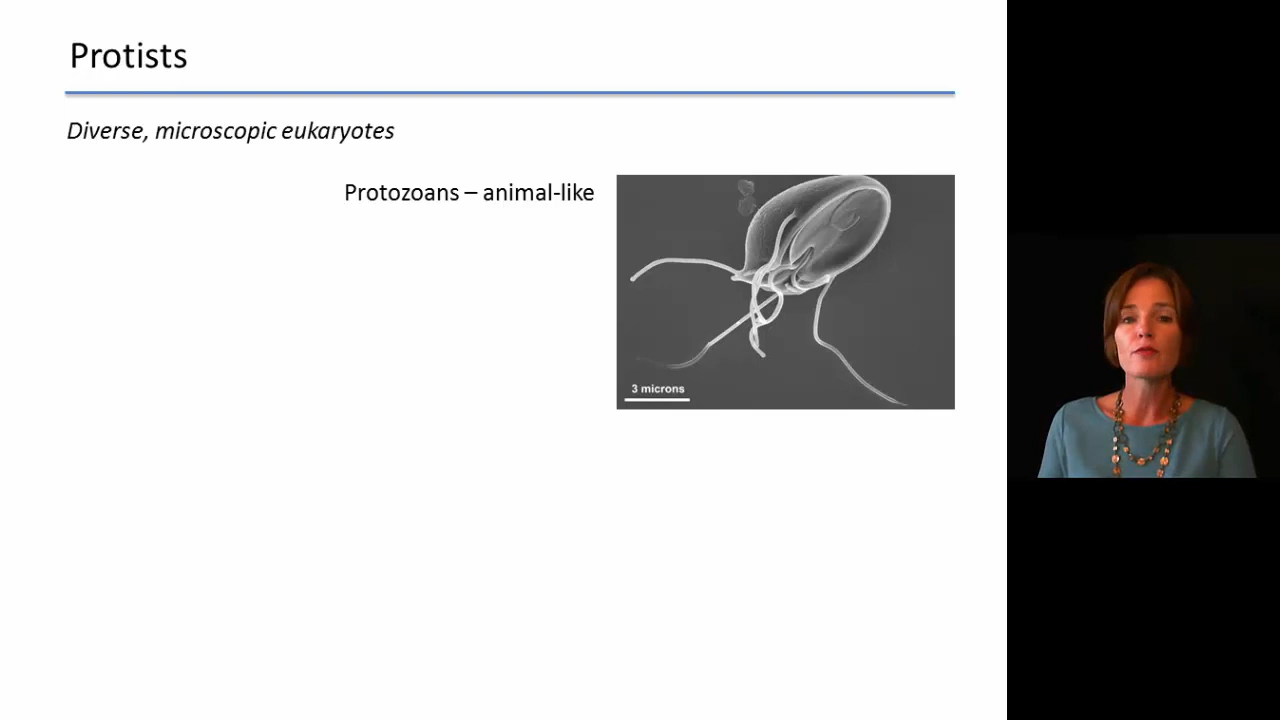 Protists
Diverse, microscopic eukaryotes
Protozoans – animal-like
3 microns